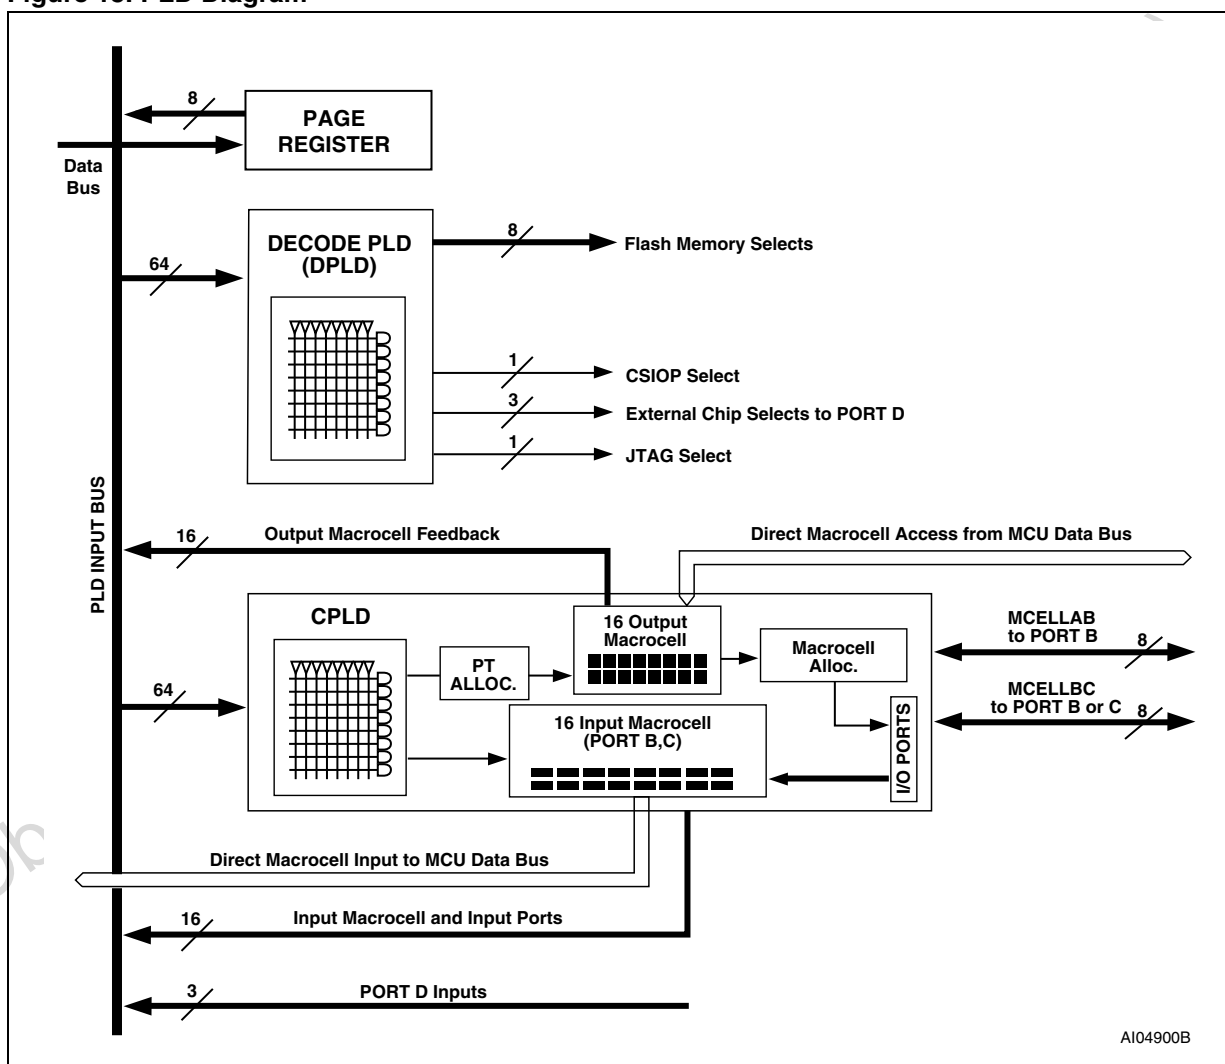 8
PAGE
REGISTER
Data
Bus
DECODE PLD
(DPLD)
8
Flash Memory Selects
64
1
CSIOP Select
3
External Chip Selects to PORT D
1
JTAG Select
PLD INPUT BUS
16
Output Macrocell Feedback
Direct Macrocell Access from MCU Data Bus
CPLD
16 Output
Macrocell
MCELLAB
to PORT B
8
PT
ALLOC.
Macrocell
Alloc.
64
MCELLBC
to PORT B or C
8
16 Input Macrocell
(PORT B,C)
I/O PORTS
Direct Macrocell Input to MCU Data Bus
16
Input Macrocell and Input Ports
3
PORT D Inputs
AI04900B